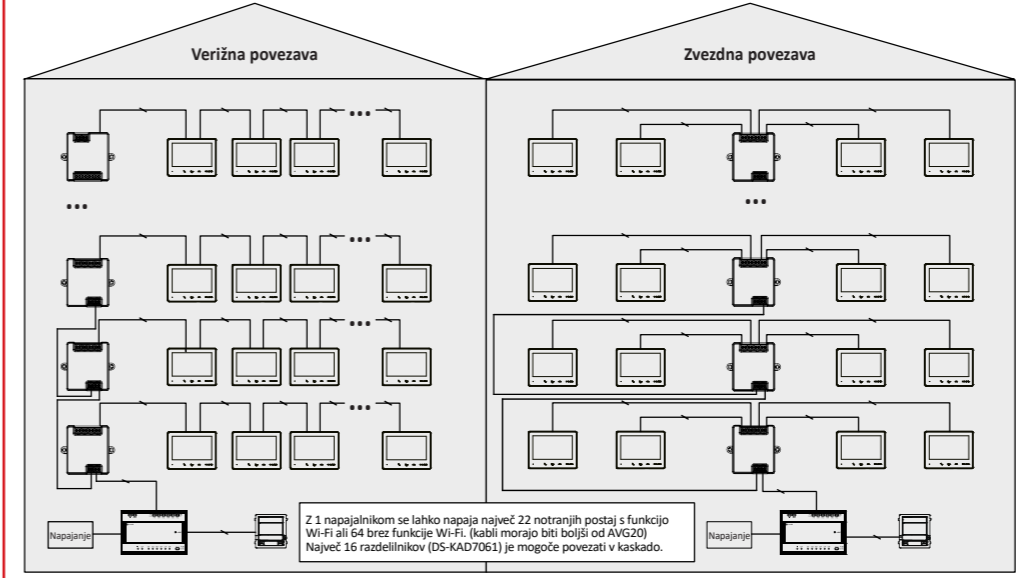 Verižna povezava
Zvezdna povezava
Napajanje
Z 1 napajalnikom se lahko napaja največ 22 notranjih postaj s funkcijo
Wi-Fi ali 64 brez funkcije Wi-Fi. (kabli morajo biti boljši od AVG20)
Največ 16 razdelilnikov (DS-KAD7061) je mogoče povezati v kaskado.
Napajanje